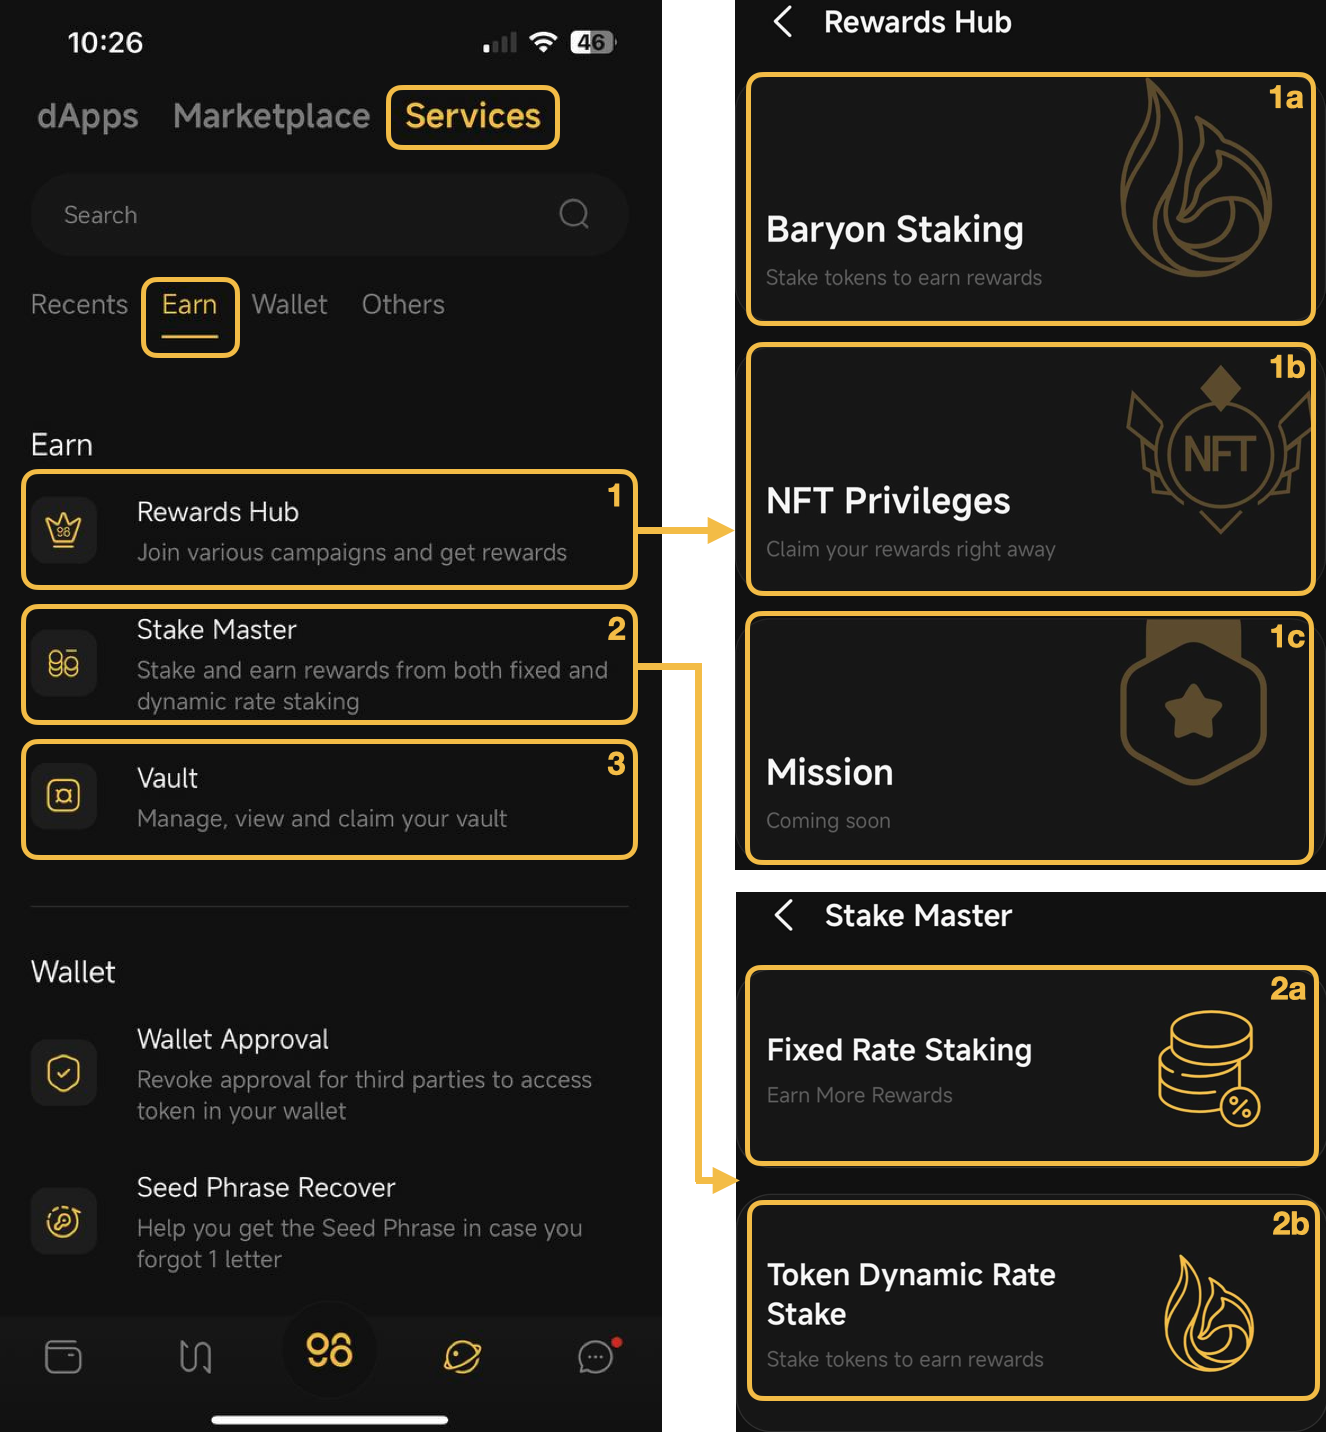 10:26
46
dApps Marketplace Services
Search
Recents Earn Wallet Others
Earn
1
Rewards Hub
Join various campaigns and get rewards
2
Stake Master
Stake and earn rewards from both fixed and
dynamic rate staking
3
Vault
Manage, view and claim your vault
Wallet
Wallet Approval
Revoke approval for third parties to access
token in your wallet
Seed Phrase Recover
Help you get the Seed Phrase in case you
forgot 1 letter
98
Rewards Hub
1a
Baryon Staking
Stake tokens to earn rewards
1b
NFT
NFT Privileges
Claim your rewards right away
1c
Mission
Coming soon
Stake Master
2a
Fixed Rate Staking
Earn More Rewards
%
2b
Token Dynamic Rate
Stake
Stake tokens to earn rewards